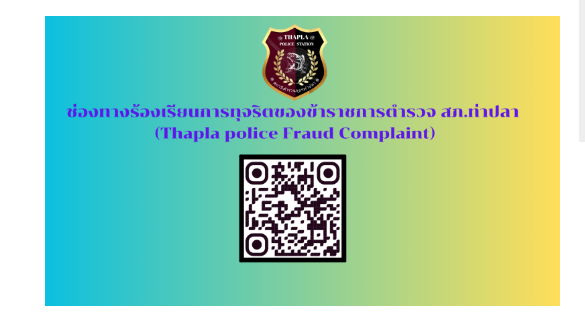 THAPLA
POLICE STATION
ช่องทางร้องเรียนการทุจริตของข้าราชการตำรวจ สภ.ท่าปลา
(Thapla police Fraud Complaint)